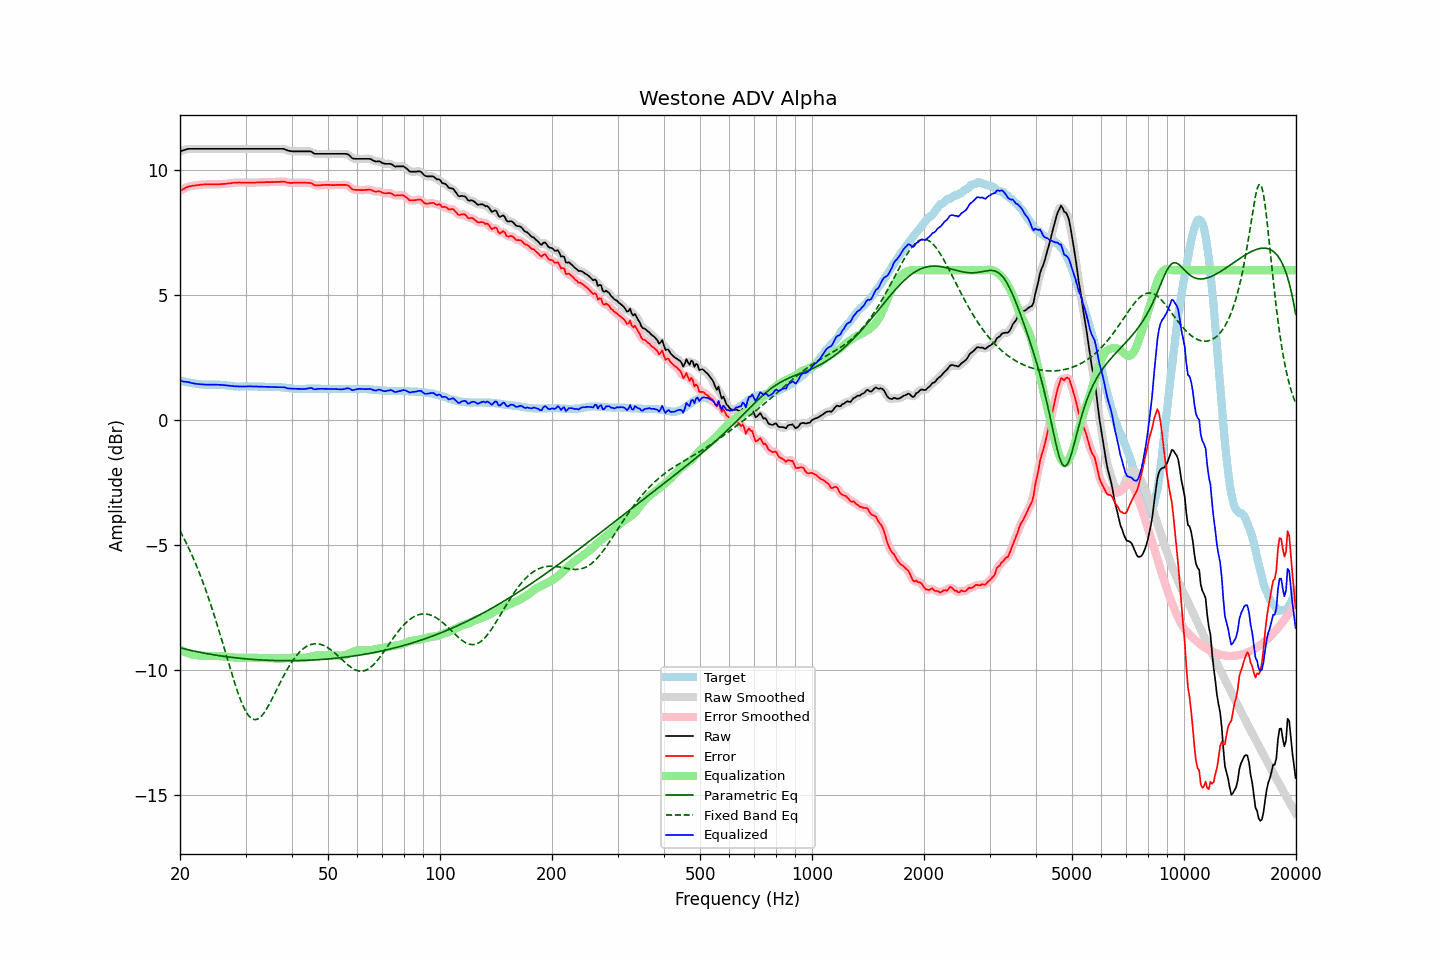 Westone ADV Alpha
10
5
0
−5
−10
−15
Amplitude (dBr)
Target
Raw Smoothed
Error Smoothed
Raw
Error
Equalization
Parametric Eq
Fixed Band Eq
Equalized
20 50 100 200 500 1000 2000 5000 10000 20000
Frequency (Hz)